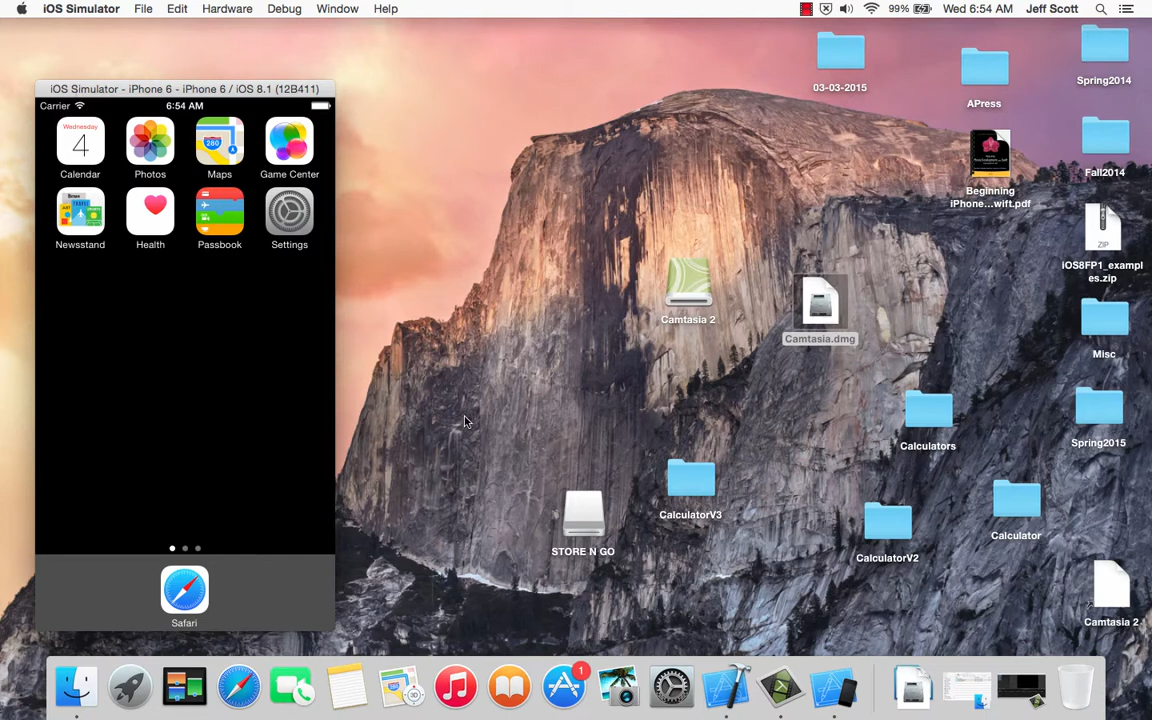 iOS Simulator File Edit Hardware Debug Window Help 99% Wed 6:54 AM Jeff Scott
iOS Simulator - iPhone 6 - iPhone 6 / iOS 8.1 (12B411)
Carrier 6:54 AM
Wednesday
4
280
Calendar Photos Maps Game Center
Newsstand Health Passbook Settings
Safari
03-03-2015
APress
Spring2014
Beginning
iPhone...wift.pdf
Fall2014
ZIP
iOS8FP1_exampl
es.zip
Camtasia 2
Camtasia.dmg
Misc
Calculators
Spring2015
CalculatorV3
STORE N GO
CalculatorV2
Calculator
Camtasia 2
1